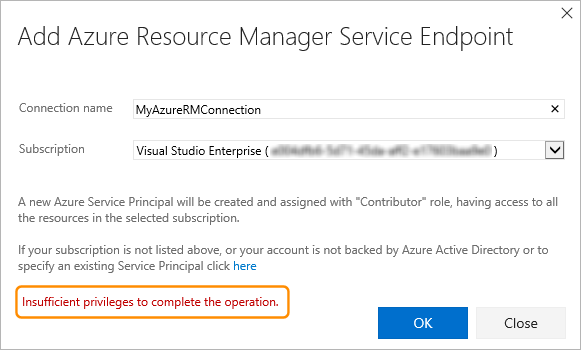 Add Azure Resource Manager Service Endpoint
Connection name
MyAzureRMConnection
Subscription
Visual Studio Enterprise ( )
A new Azure Service Principal will be created and assigned with "Contributor" role, having access to all
the resources in the selected subscription.
If your subscription is not listed above, or your account is not backed by Azure Active Directory or to
specify an existing Service Principal click here
Insufficient privileges to complete the operation.
OK
Close